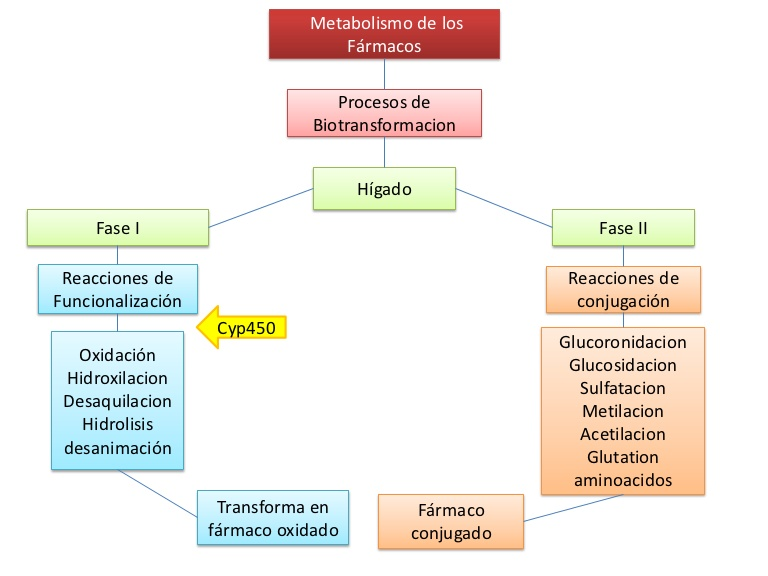 Metabolismo de los
Fármacos
Procesos de
Biotransformacion
Hígado
Fase I
Fase II
Reacciones de
Funcionalización
Reacciones de
conjugación
Cyp450
Oxidación
Hidroxilacion
Desaquilacion
Hidrolisis
desanimación
Glucoronidacion
Glucosidacion
Sulfatacion
Metilacion
Acetilacion
Glutation
aminoacidos
Transforma en
fármaco oxidado
Fármaco
conjugado